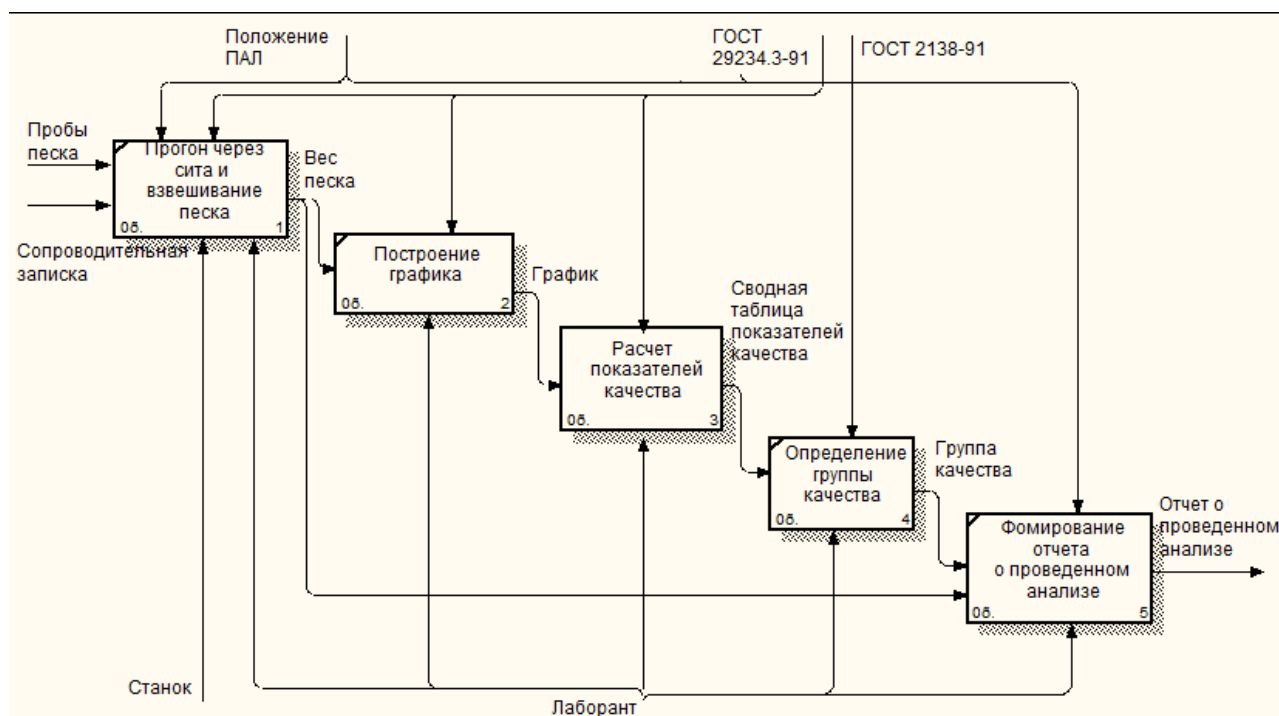 Положение
ПАЛ
ГОСТ
29234.3-91
ГОСТ 2138-91
Пробы
песка
Прогон через
сита и
взвешивание
песка
0б.
1
Вес
песка
Сопроводительная
записка
Построение
графика
0б.
2
График
Расчет
показателей
качества
0б.
3
Сводная
таблица
показателей
качества
Определение
группы
качества
0б.
4
Группа
качества
Фомирование
отчета
о проведенном
анализе
0б.
5
Отчет о
проведенном
анализе
Станок
Лаборант